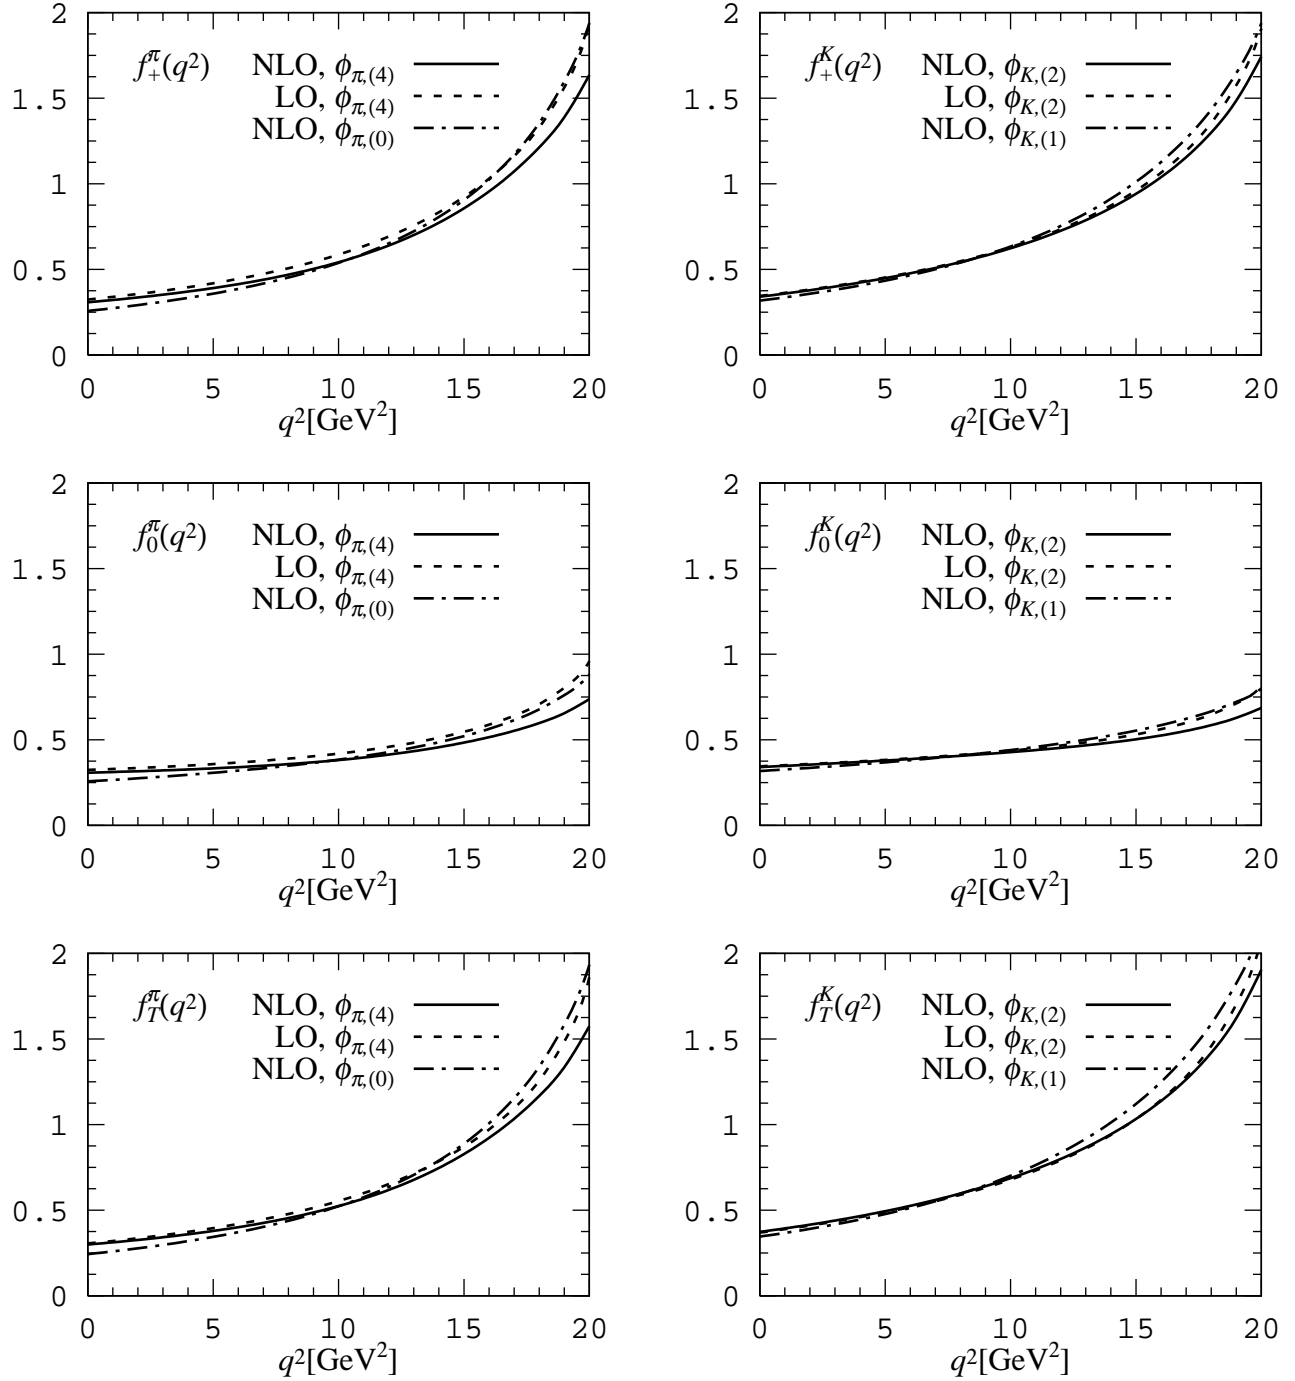 2
f₊^π(q²) NLO, ϕπ,(4)
LO, ϕπ,(4)
1.5
NLO, ϕπ,(0)
1
0.5
0
0 5 10 15 20
q²[GeV²]
2
f₊^K(q²) NLO, ϕK,(2)
LO, ϕK,(2)
1.5
NLO, ϕK,(1)
1
0.5
0
0 5 10 15 20
q²[GeV²]
2
f₀^π(q²) NLO, ϕπ,(4)
LO, ϕπ,(4)
1.5
NLO, ϕπ,(0)
1
0.5
0
0 5 10 15 20
q²[GeV²]
2
f₀^K(q²) NLO, ϕK,(2)
LO, ϕK,(2)
1.5
NLO, ϕK,(1)
1
0.5
0
0 5 10 15 20
q²[GeV²]
2
f_T^π(q²) NLO, ϕπ,(4)
LO, ϕπ,(4)
1.5
NLO, ϕπ,(0)
1
0.5
0
0 5 10 15 20
q²[GeV²]
2
f_T^K(q²) NLO, ϕK,(2)
LO, ϕK,(2)
1.5
NLO, ϕK,(1)
1
0.5
0
0 5 10 15 20
q²[GeV²]